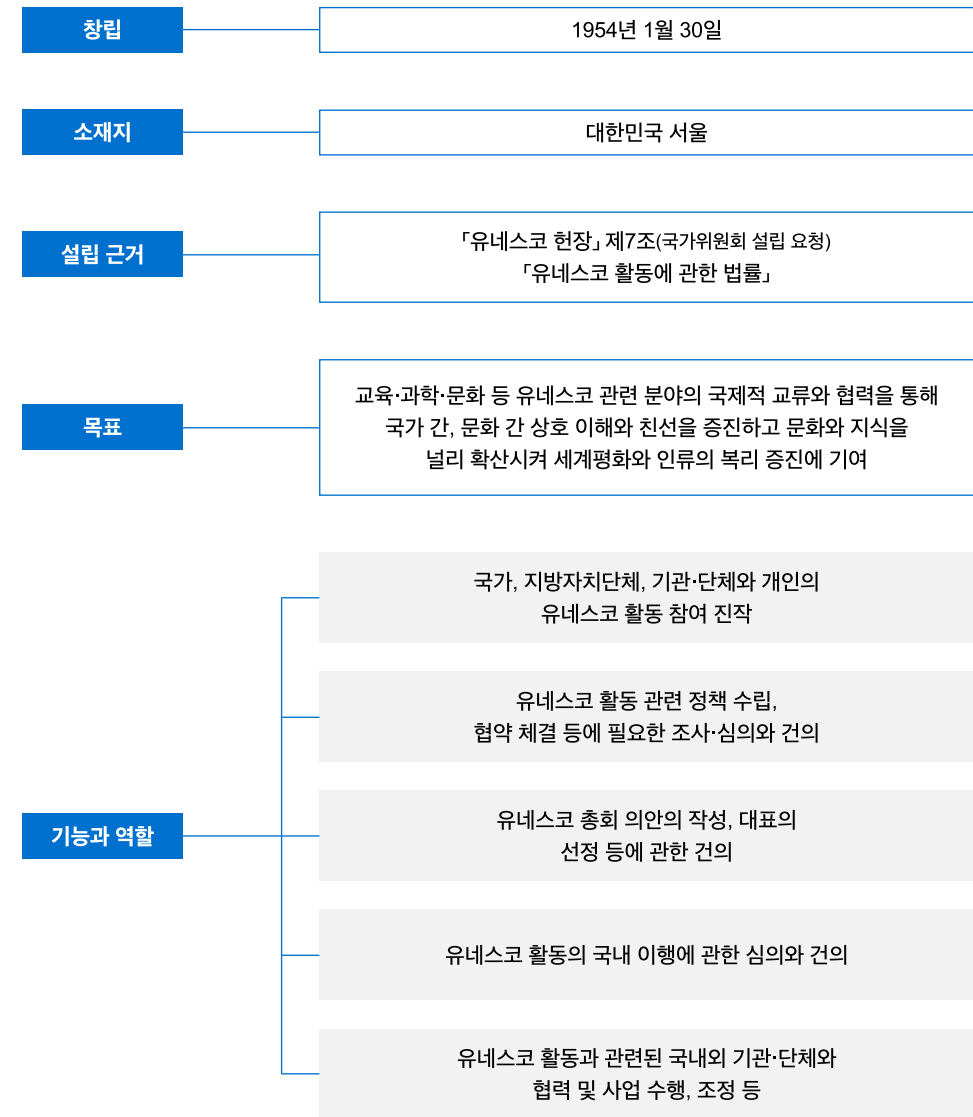 창립
1954년 1월 30일
소재지
대한민국 서울
설립 근거
「유네스코 헌장」 제7조(국가위원회 설립 요청)
「유네스코 활동에 관한 법률」
목표
교육·과학·문화 등 유네스코 관련 분야의 국제적 교류와 협력을 통해
국가 간, 문화 간 상호 이해와 친선을 증진하고 문화와 지식을
널리 확산시켜 세계평화와 인류의 복리 증진에 기여
기능과 역할
국가, 지방자치단체, 기관·단체와 개인의
유네스코 활동 참여 진작
유네스코 활동 관련 정책 수립,
협약 체결 등에 필요한 조사·심의와 건의
유네스코 총회 의안의 작성, 대표의
선정 등에 관한 건의
유네스코 활동의 국내 이행에 관한 심의와 건의
유네스코 활동과 관련된 국내외 기관·단체와
협력 및 사업 수행, 조정 등